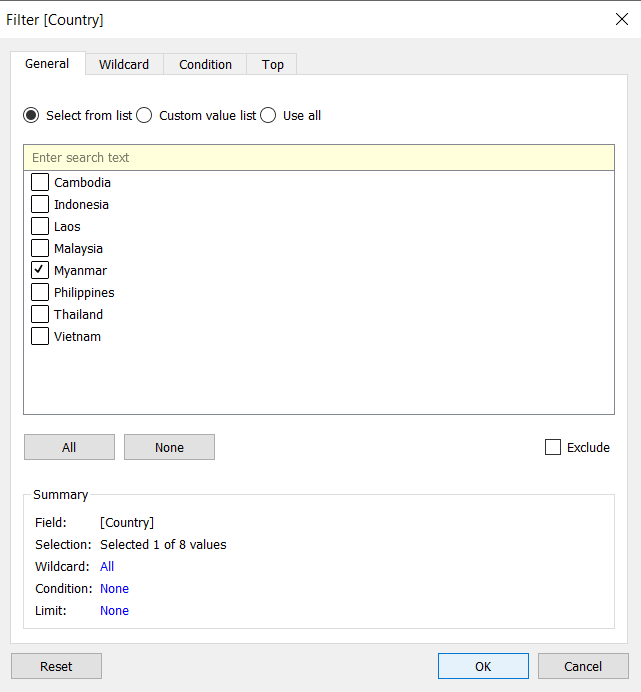 Filter [Country]
General Wildcard Condition Top
Select from list Custom value list Use all
Enter search text
Cambodia
Indonesia
Laos
Malaysia
Myanmar
Philippines
Thailand
Vietnam
All None Exclude
Summary
Field: [Country]
Selection: Selected 1 of 8 values
Wildcard: All
Condition: None
Limit: None
Reset OK Cancel